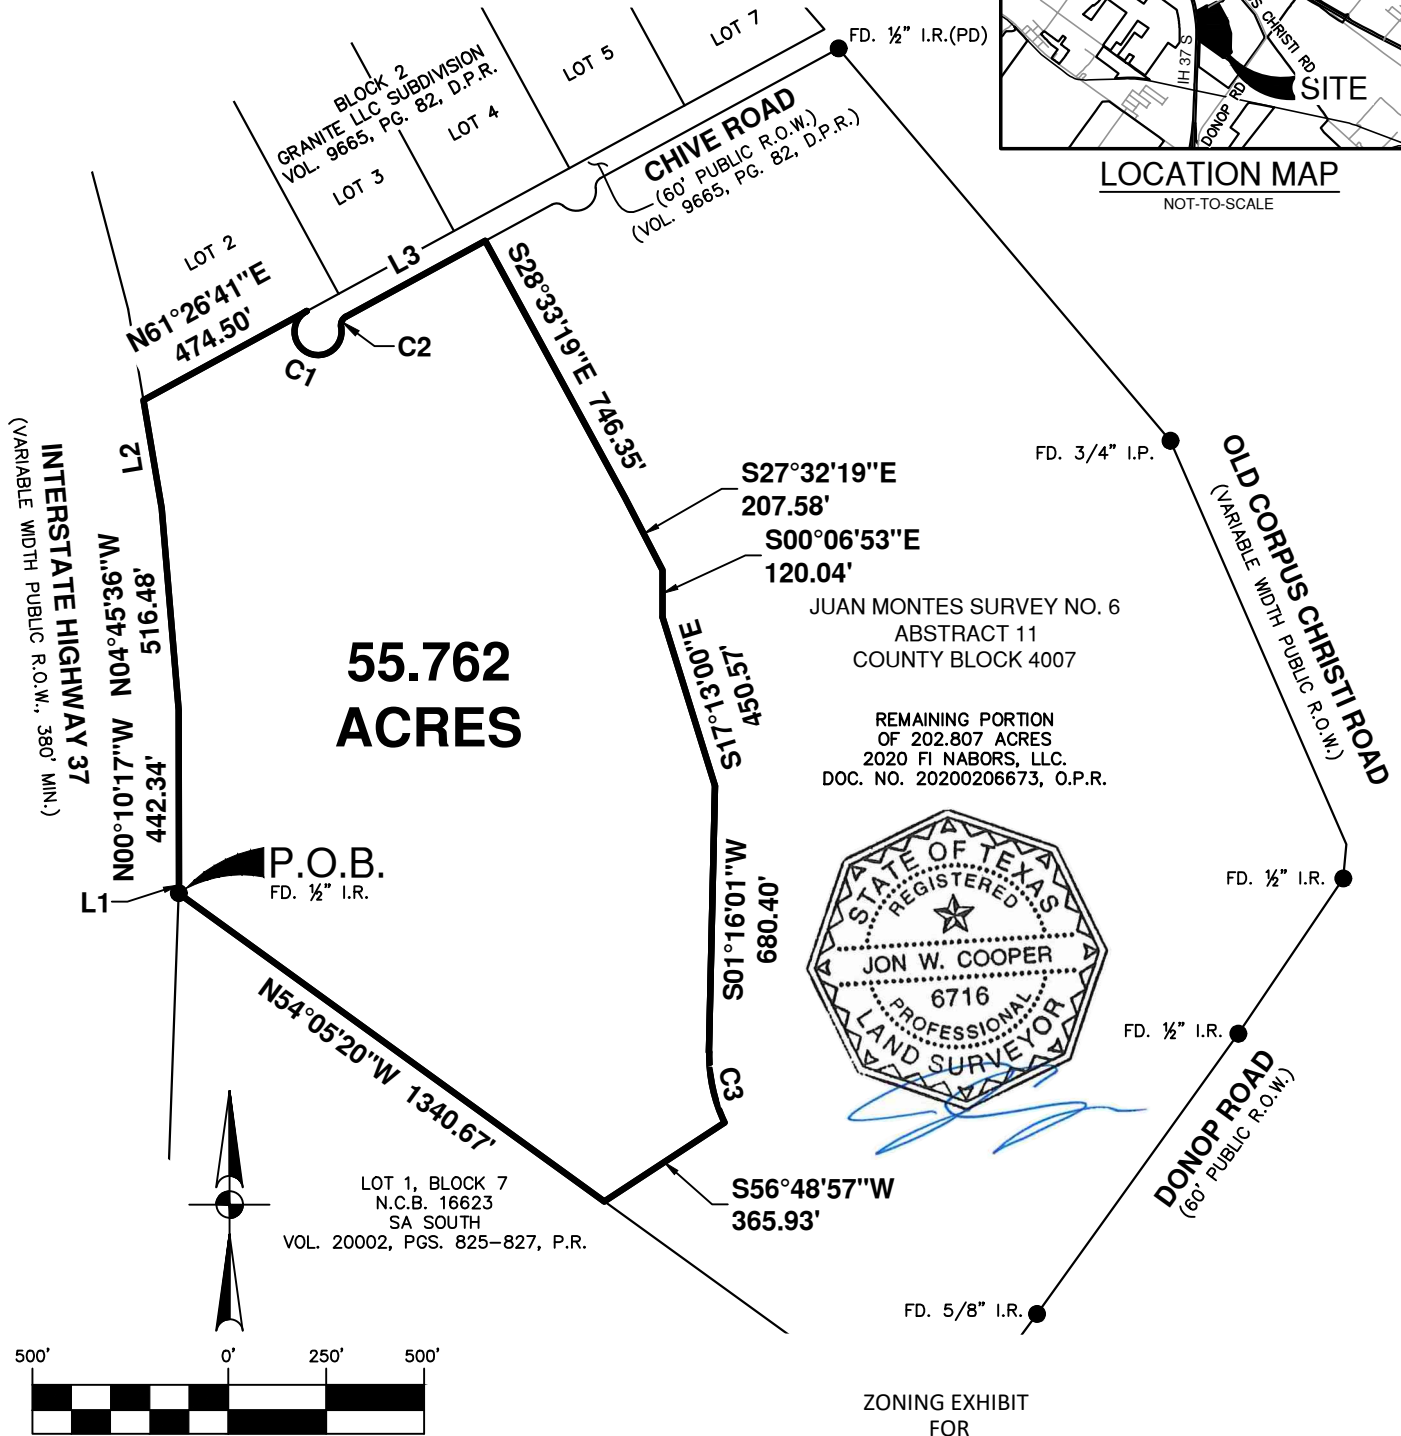 FD. ½" I.R.(PD)
IH 37 S
S CHRISTI RD
DONOP RD
SITE
LOCATION MAP
NOT-TO-SCALE
BLOCK 2
GRANITE LLC SUBDIVISION
VOL. 9665, PG. 82, D.P.R.
LOT 2
LOT 3
LOT 4
LOT 5
LOT 7
CHIVE ROAD
(60' PUBLIC R.O.W.)
(VOL. 9665, PG. 82, D.P.R.)
N61°26'41"E
474.50'
L3
C1
C2
S28°33'19"E 746.35'
S27°32'19"E
207.58'
S00°06'53"E
120.04'
FD. 3/4" I.P.
OLD CORPUS CHRISTI ROAD
(VARIABLE WIDTH PUBLIC R.O.W.)
L2
INTERSTATE HIGHWAY 37
(VARIABLE WIDTH PUBLIC R.O.W., 380' MIN.)
N04°45'36"W
516.48'
N00°10'17"W
442.34'
55.762
ACRES
JUAN MONTES SURVEY NO. 6
ABSTRACT 11
COUNTY BLOCK 4007
S17°13'00"E
450.57'
REMAINING PORTION
OF 202.807 ACRES
2020 FI NABORS, LLC.
DOC. NO. 20200206673, O.P.R.
P.O.B.
FD. ½" I.R.
L1
S01°19'01"W
680.40'
STATE OF TEXAS
REGISTERED
JON W. COOPER
6716
PROFESSIONAL
LAND SURVEYOR
FD. ½" I.R.
FD. ½" I.R.
N54°05'20"W 1340.67'
C3
DONOP ROAD
(60' PUBLIC R.O.W.)
LOT 1, BLOCK 7
N.C.B. 16623
SA SOUTH
VOL. 20002, PGS. 825-827, P.R.
S56°48'57"W
365.93'
FD. 5/8" I.R.
500' 0' 250' 500'
ZONING EXHIBIT
FOR